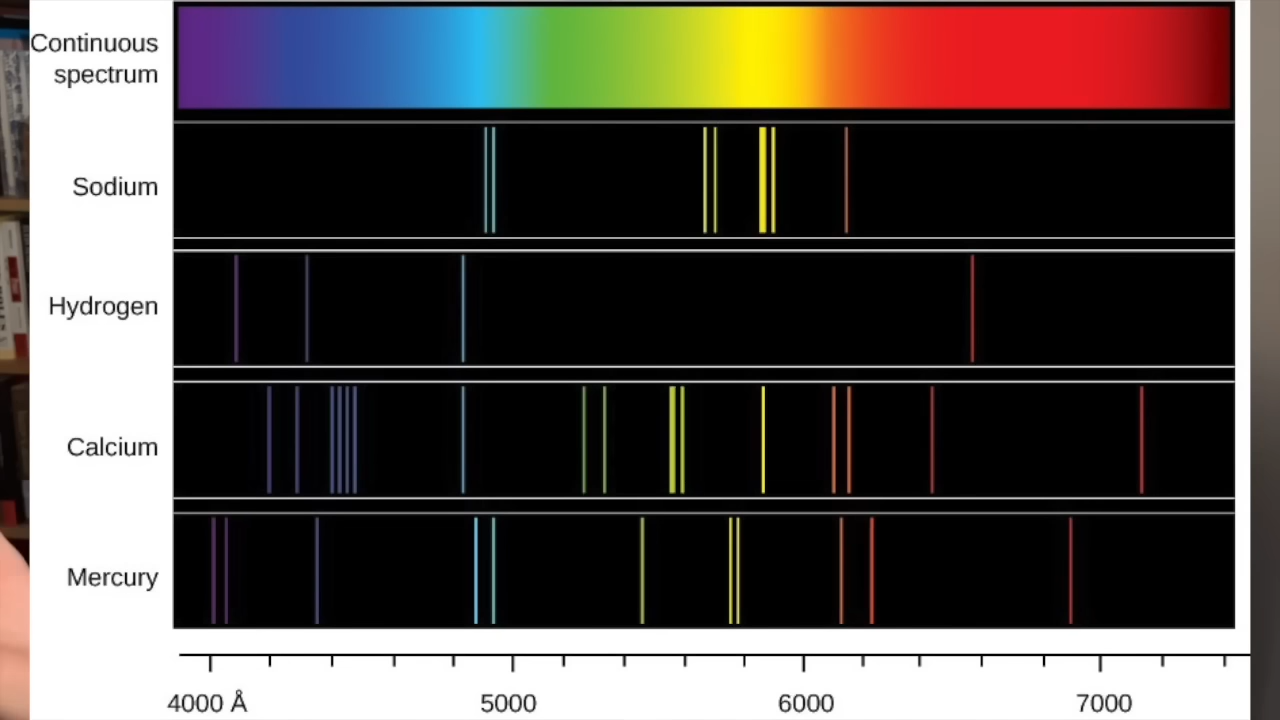 Continuous
spectrum
Sodium
Hydrogen
Calcium
Mercury
4000 Å 5000 6000 7000